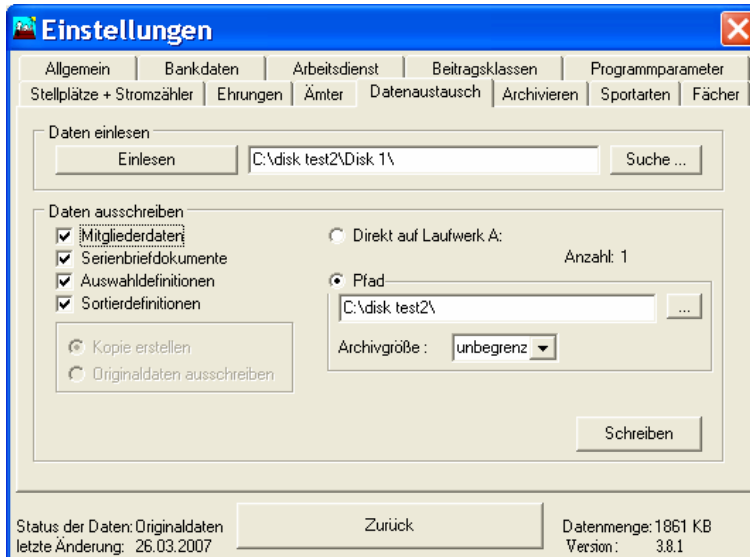 Einstellungen
Allgemein Bankdaten Arbeitsdienst Beitragsklassen Programmparameter
Stellplätze + Stromzähler Ehrungen Ämter Datenaustausch Archivieren Sportarten Fächer
Daten einlesen
Einlesen C:\disk test2\Disk 1\ Suche ...
Daten ausschreiben
Mitgliederdaten Direkt auf Laufwerk A:
Serienbriefdokumente Anzahl: 1
Auswahldefinitionen Pfad
Sortierdefinitionen C:\disk test2\ ...
Kopie erstellen Archivgröße : unbegrenz
Originaldaten ausschreiben
Schreiben
Status der Daten: Originaldaten Zurück Datenmenge: 1861 KB
letzte Änderung: 26.03.2007 Version : 3.8.1